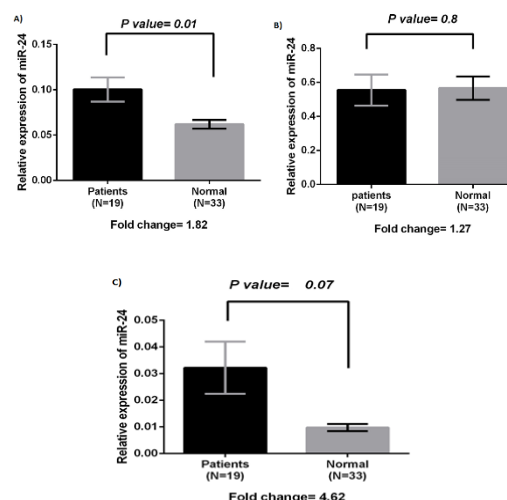 A)
P value= 0.01
Relative expression of miR-24
0.15
0.10
0.05
0.00
Patients
(N=19)
Normal
(N=33)
Fold change= 1.82
B)
P value= 0.8
Relative expression of miR-24
0.8
0.6
0.4
0.2
0.0
patients
(N=19)
Normal
(N=33)
Fold change= 1.27
C)
P value= 0.07
Relative expression of miR-24
0.05
0.04
0.03
0.02
0.01
0.00
Patients
(N=19)
Normal
(N=33)
Fold change= 4.62